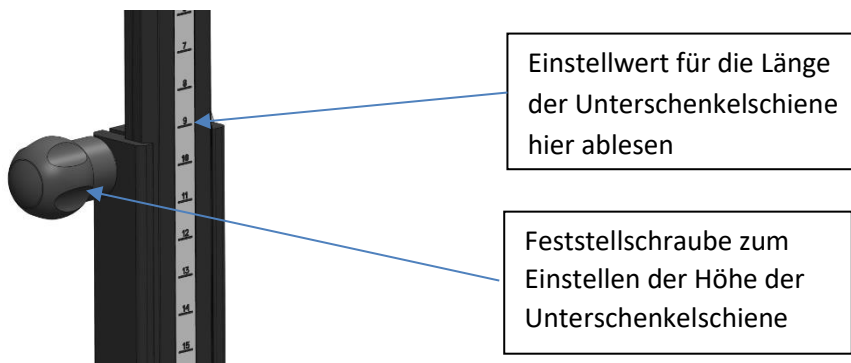 7
8
9
10
11
12
13
14
15
Einstellwert für die Länge
der Unterschenkelschiene
hier ablesen
Feststellschraube zum
Einstellen der Höhe der
Unterschenkelschiene